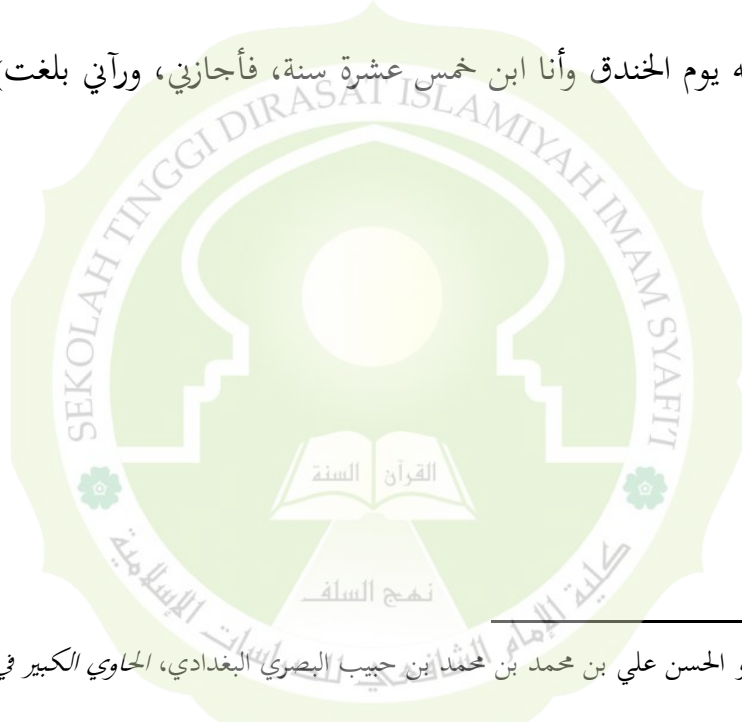 ه يوم الخندق وأنا ابن خمس عشرة سنة، فأجازني، ورآني بلغت)
SEKOLAH TINGGI DIRASAT ISLAMIYAH IMAM SYAFI'I
القرآن السنة
نهج السلف
كلية الإمام الشافعي للدراسات الإسلامية
و الحسن علي بن محمد بن محمد بن حبيب البصري البغدادي، الحاوي الكبير في